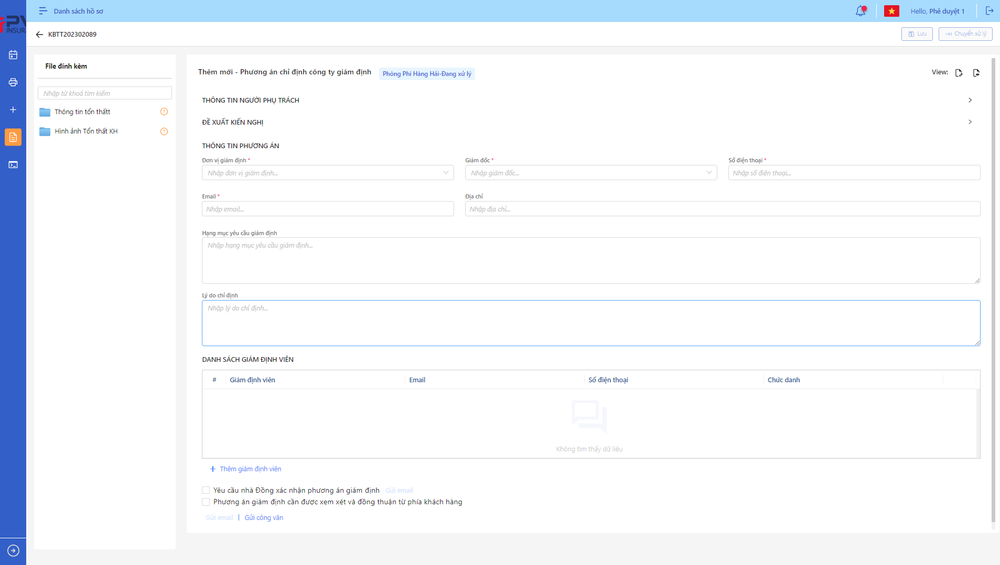 Danh sách hồ sơ
Hello, Phê duyệt 1
INSURA
KBTT202302089
Lưu
Chuyển xử lý
File đính kèm
Nhập từ khoá tìm kiếm
Thông tin tổn thấtt
Hình ảnh Tổn thất KH
Thêm mới - Phương án chỉ định công ty giám định
Phòng Phi Hàng Hải-Đang xử lý
View:
THÔNG TIN NGƯỜI PHỤ TRÁCH
ĐỀ XUẤT KIẾN NGHỊ
THÔNG TIN PHƯƠNG ÁN
Đơn vị giám định *
Giám đốc *
Số điện thoại *
Nhập đơn vị giám định...
Nhập giám đốc...
Nhập số điện thoại...
Email *
Địa chỉ
Nhập email...
Nhập địa chỉ...
Hạng mục yêu cầu giám định
Nhập hạng mục yêu cầu giám định...
Lý do chỉ định
Nhập lý do chỉ định...
DANH SÁCH GIÁM ĐỊNH VIÊN
# Giám định viên Email Số điện thoại Chức danh
Không tìm thấy dữ liệu
+ Thêm giám định viên
Yêu cầu nhà Đồng xác nhận phương án giám định Gửi email
Phương án giám định cần được xem xét và đồng thuận từ phía khách hàng
Gửi email | Gửi công văn